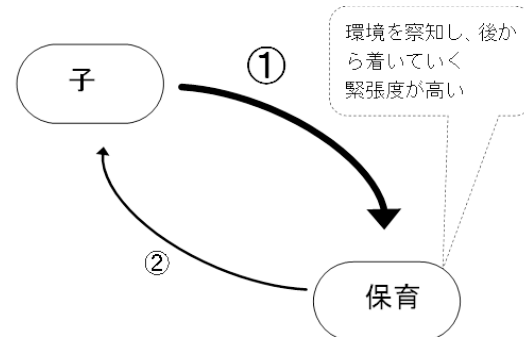 環境を察知し、後か
ら着いていく
緊張度が高い
子
①
②
保育